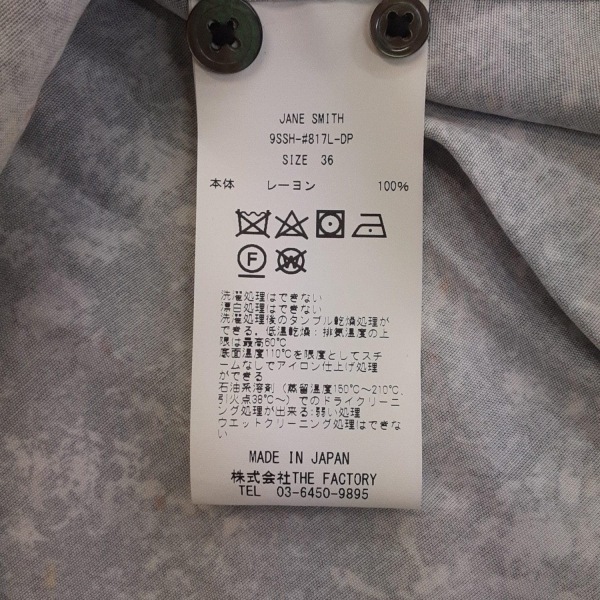 JANE SMITH
9SSH-#817L-DP
SIZE 36
本体 レーヨン 100%
F
W
洗濯処理はできない
漂白処理はできない
洗濯処理後のタンブル乾燥処理が
できる。低温乾燥：排気温度の上
限は最高60℃
底面温度110℃を限度としてスチ
ームなしでアイロン仕上げ処理
ができる
石油系溶剤（蒸留温度150℃～210℃、
引火点38℃～）でのドライクリーニ
ング処理が出来る:弱い処理
ウエットクリーニング処理はできな
い
MADE IN JAPAN
株式会社THE FACTORY
TEL 03-6450-9895